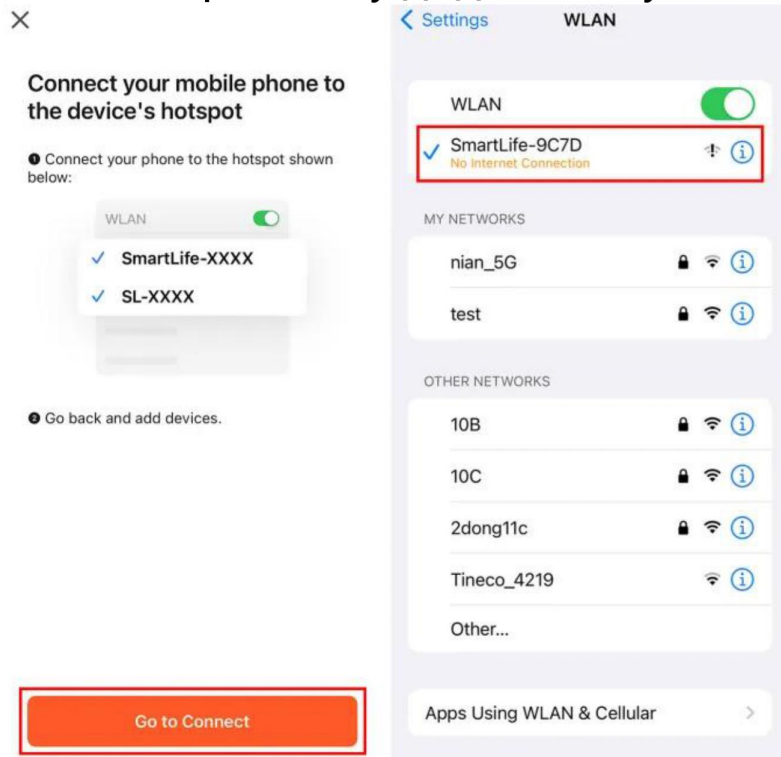 Connect your mobile phone to
the device's hotspot
❶ Connect your phone to the hotspot shown
below:
WLAN
SmartLife-XXXX
SL-XXXX
❷ Go back and add devices.
Go to Connect
Settings
WLAN
WLAN
SmartLife-9C7D
No Internet Connection
MY NETWORKS
nian_5G
test
OTHER NETWORKS
10B
10C
2dong11c
Tineco_4219
Other...
Apps Using WLAN & Cellular